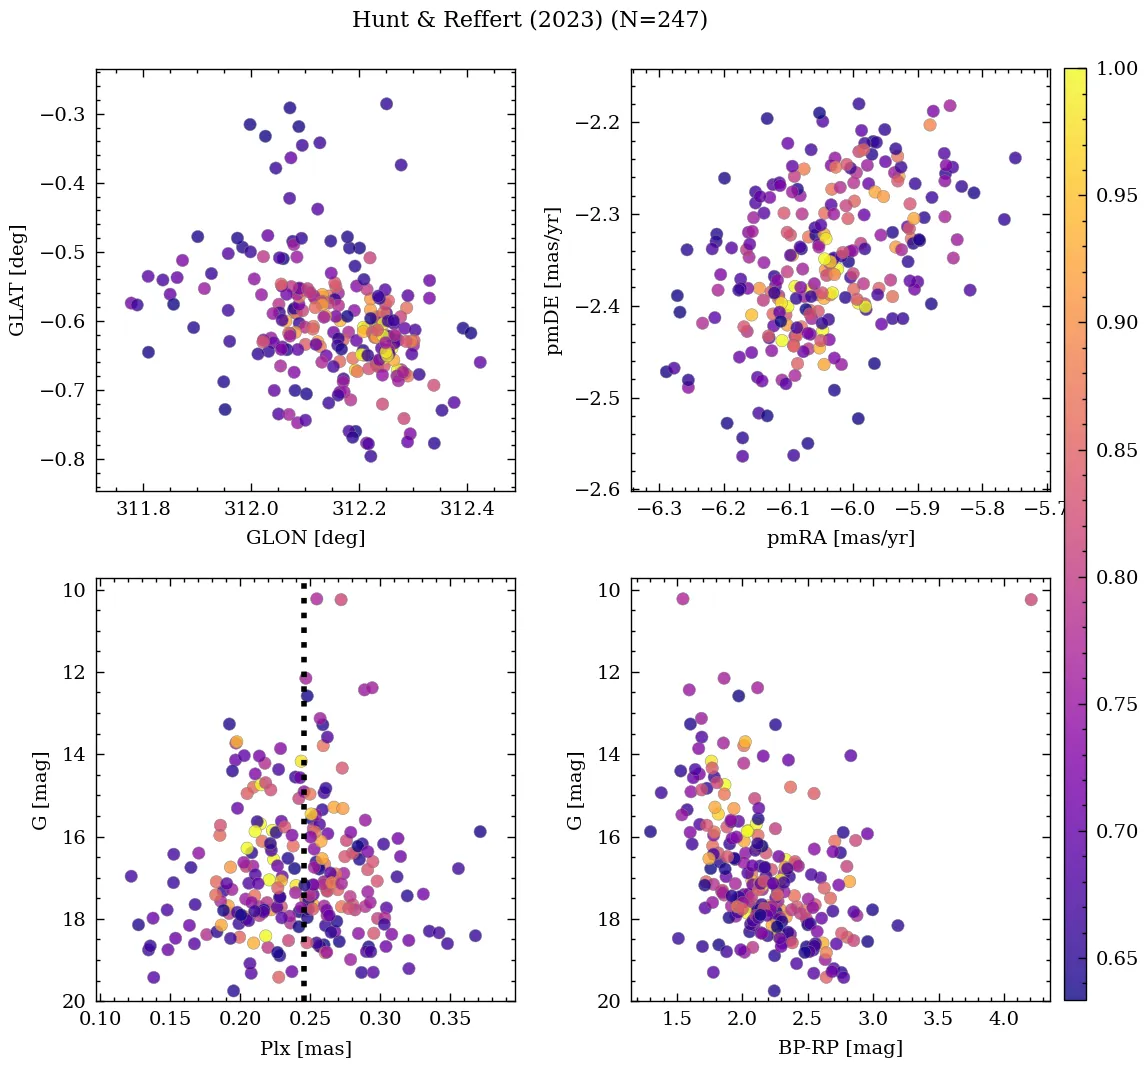 Hunt & Reffert (2023) (N=247)
−0.3
−0.4
−0.5
−0.6
−0.7
−0.8
GLAT [deg]
311.8 312.0 312.2 312.4
GLON [deg]
−2.2
−2.3
−2.4
−2.5
−2.6
pmDE [mas/yr]
−6.3 −6.2 −6.1 −6.0 −5.9 −5.8 −5.7
pmRA [mas/yr]
10
12
14
16
18
20
G [mag]
0.10 0.15 0.20 0.25 0.30 0.35
Plx [mas]
10
12
14
16
18
20
G [mag]
1.5 2.0 2.5 3.0 3.5 4.0
BP-RP [mag]
1.00
0.95
0.90
0.85
0.80
0.75
0.70
0.65